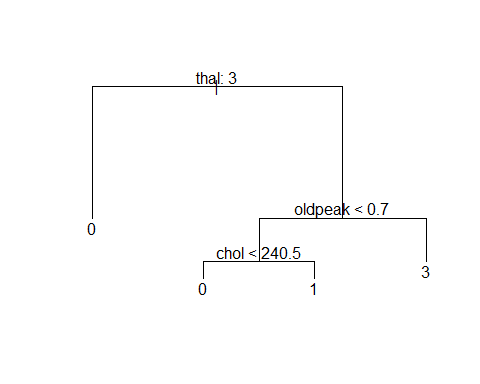 thal: 3
oldpeak < 0.7
0
chol < 240.5
3
0
1